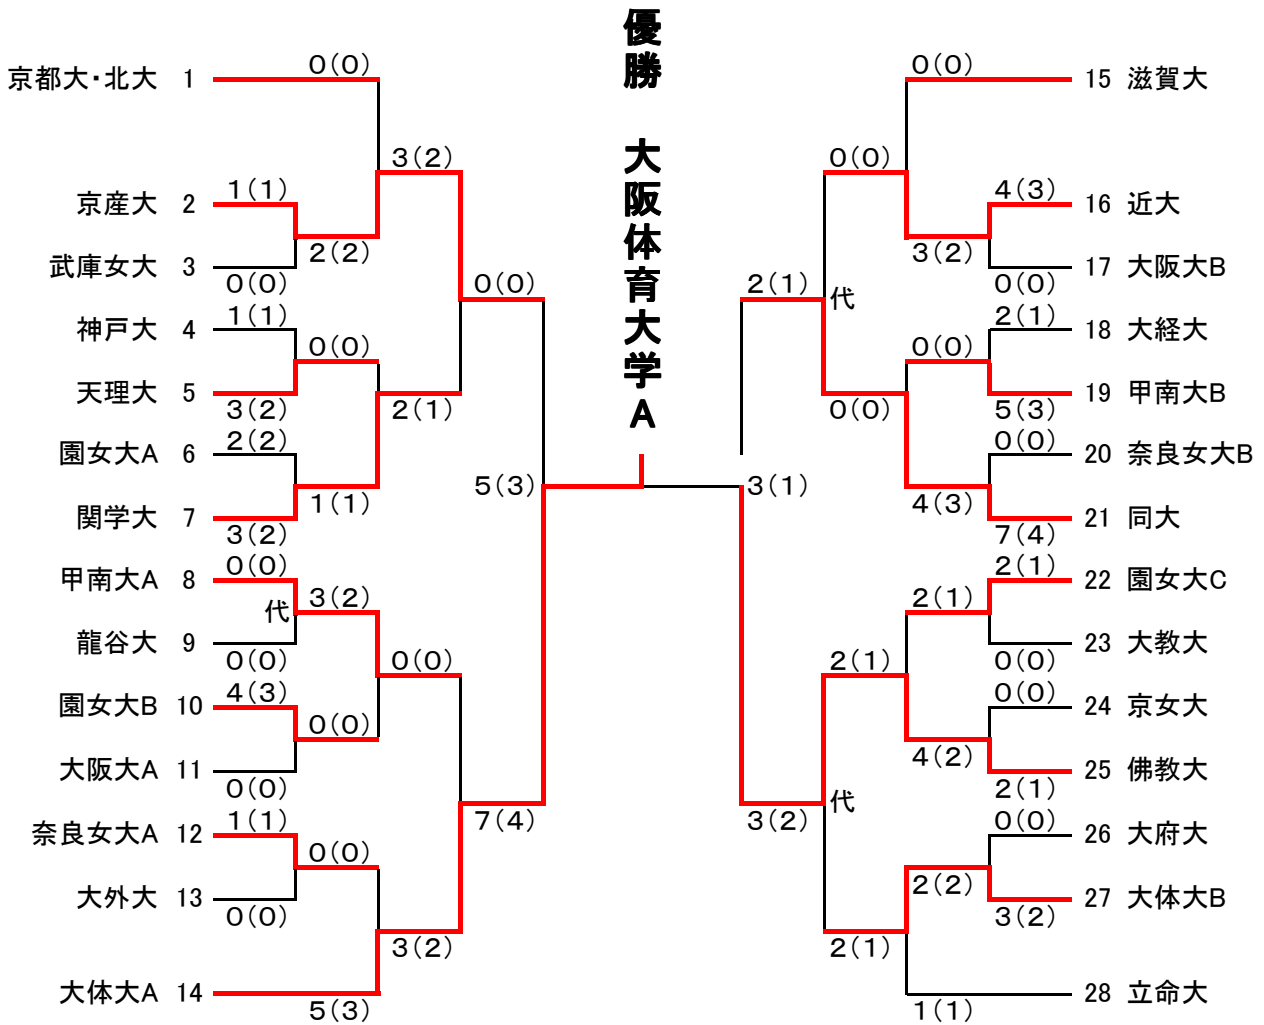 優勝 大阪体育大学A
京都大・北大 1
0(0)
3(2)
京産大 2
1(1)
2(2)
武庫女大 3
0(0)
0(0)
神戸大 4
1(1)
0(0)
天理大 5
3(2)
2(1)
園女大A 6
2(2)
1(1)
関学大 7
3(2)
5(3)
甲南大A 8
0(0)
代
3(2)
龍谷大 9
0(0)
0(0)
園女大B 10
4(3)
0(0)
大阪大A 11
0(0)
7(4)
奈良女大A 12
1(1)
0(0)
大外大 13
0(0)
3(2)
大体大A 14
5(3)
0(0)
15 滋賀大
0(0)
4(3)
16 近大
3(2)
17 大阪大B
0(0)
2(1)
代
2(1)
18 大経大
0(0)
19 甲南大B
5(3)
0(0)
0(0)
20 奈良女大B
4(3)
21 同大
7(4)
3(1)
2(1)
22 園女大C
2(1)
23 大教大
0(0)
2(1)
0(0)
24 京女大
4(2)
25 佛教大
2(1)
代
3(2)
0(0)
26 大府大
2(2)
27 大体大B
3(2)
2(1)
28 立命大
1(1)